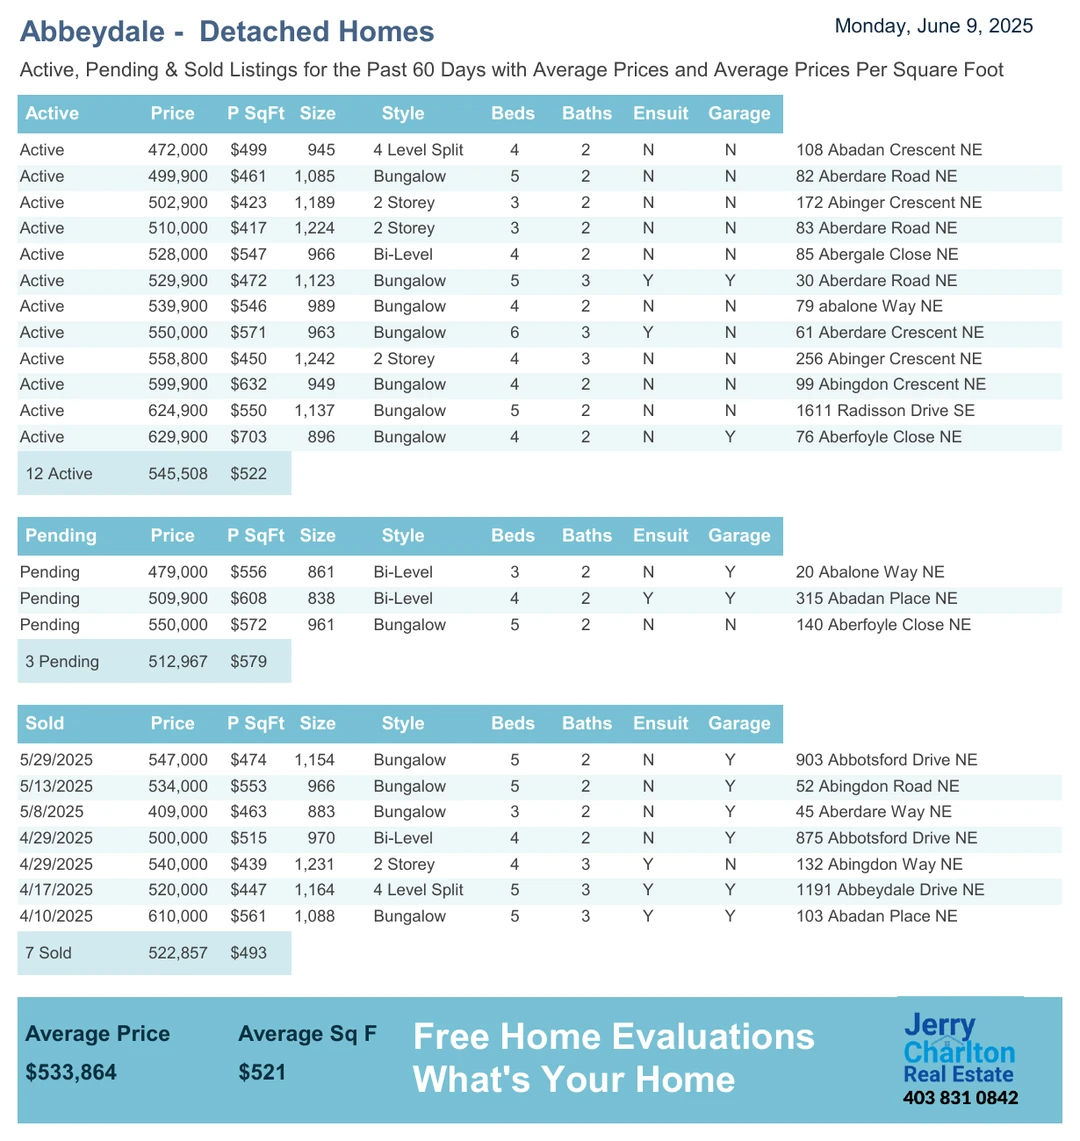 Abbeydale - Detached Homes
Monday, June 9, 2025
Active, Pending & Sold Listings for the Past 60 Days with Average Prices and Average Prices Per Square Foot
Active Price P SqFt Size Style Beds Baths Ensuit Garage
Active 472,000 $499 945 4 Level Split 4 2 N N 108 Abadan Crescent NE
Active 499,900 $461 1,085 Bungalow 5 2 N N 82 Aberdare Road NE
Active 502,900 $423 1,189 2 Storey 3 2 N N 172 Abinger Crescent NE
Active 510,000 $417 1,224 2 Storey 3 2 N N 83 Aberdare Road NE
Active 528,000 $547 966 Bi-Level 4 2 N N 85 Abergale Close NE
Active 529,900 $472 1,123 Bungalow 5 3 Y Y 30 Aberdare Road NE
Active 539,900 $546 989 Bungalow 4 2 N N 79 abalone Way NE
Active 550,000 $571 963 Bungalow 6 3 Y N 61 Aberdare Crescent NE
Active 558,800 $450 1,242 2 Storey 4 3 N N 256 Abinger Crescent NE
Active 599,900 $632 949 Bungalow 4 2 N N 99 Abingdon Crescent NE
Active 624,900 $550 1,137 Bungalow 5 2 N N 1611 Radisson Drive SE
Active 629,900 $703 896 Bungalow 4 2 N Y 76 Aberfoyle Close NE
12 Active 545,508 $522
Pending Price P SqFt Size Style Beds Baths Ensuit Garage
Pending 479,000 $556 861 Bi-Level 3 2 N Y 20 Abalone Way NE
Pending 509,900 $608 838 Bi-Level 4 2 Y Y 315 Abadan Place NE
Pending 550,000 $572 961 Bungalow 5 2 N N 140 Aberfoyle Close NE
3 Pending 512,967 $579
Sold Price P SqFt Size Style Beds Baths Ensuit Garage
5/29/2025 547,000 $474 1,154 Bungalow 5 2 N Y 903 Abbotsford Drive NE
5/13/2025 534,000 $553 966 Bungalow 5 2 N Y 52 Abingdon Road NE
5/8/2025 409,000 $463 883 Bungalow 3 2 N Y 45 Aberdare Way NE
4/29/2025 500,000 $515 970 Bi-Level 4 2 N Y 875 Abbotsford Drive NE
4/29/2025 540,000 $439 1,231 2 Storey 4 3 Y N 132 Abingdon Way NE
4/17/2025 520,000 $447 1,164 4 Level Split 5 3 Y Y 1191 Abbeydale Drive NE
4/10/2025 610,000 $561 1,088 Bungalow 5 3 Y Y 103 Abadan Place NE
7 Sold 522,857 $493
Average Price Average Sq F
$533,864 $521
Free Home Evaluations
What's Your Home
Jerry
Charlton
Real Estate
403 831 0842